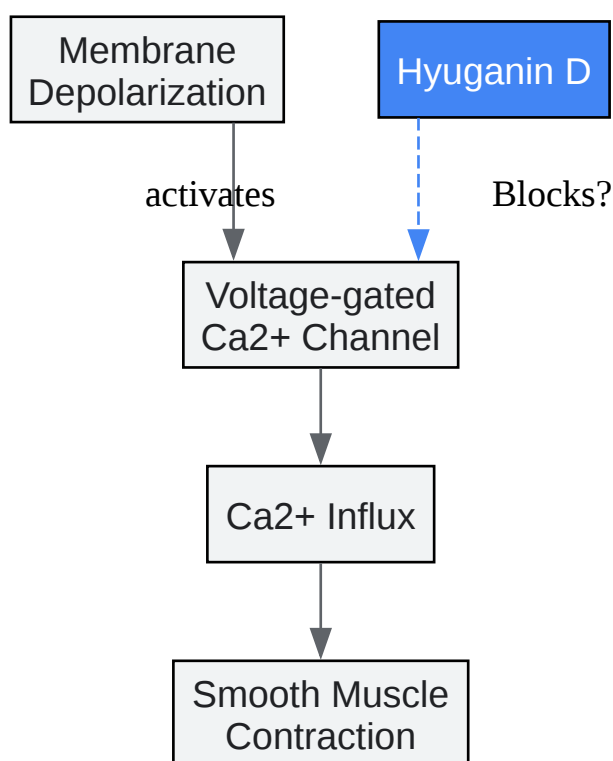 Membrane
Depolarization
Hyuganin D
activates
Blocks?
Voltage-gated
Ca2+ Channel
Ca2+ Influx
Smooth Muscle
Contraction